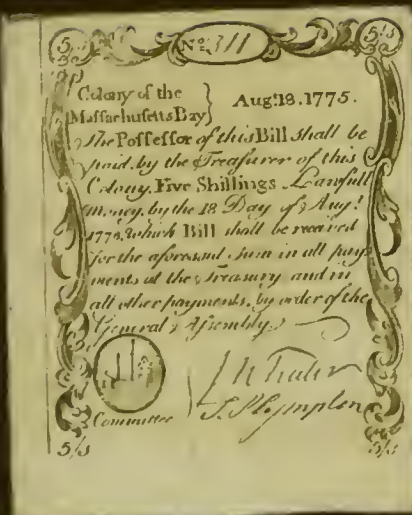 5/s No. 311 5/s
Colony of the
Maſſachuſetts Bay } Augt. 18. 1775.
The Poſſeſſor of this Bill ſhall be
paid, by the Treaſurer of this
Colony, Five Shillings Lawfull
money, by the 18 Day of Augt.
1778, which Bill ſhall be received
for the aforesaid ſum in all pay
ments at the Treaſury and in
all other payments, by order of the
General Aſſembly
Committee
5/s 5/s